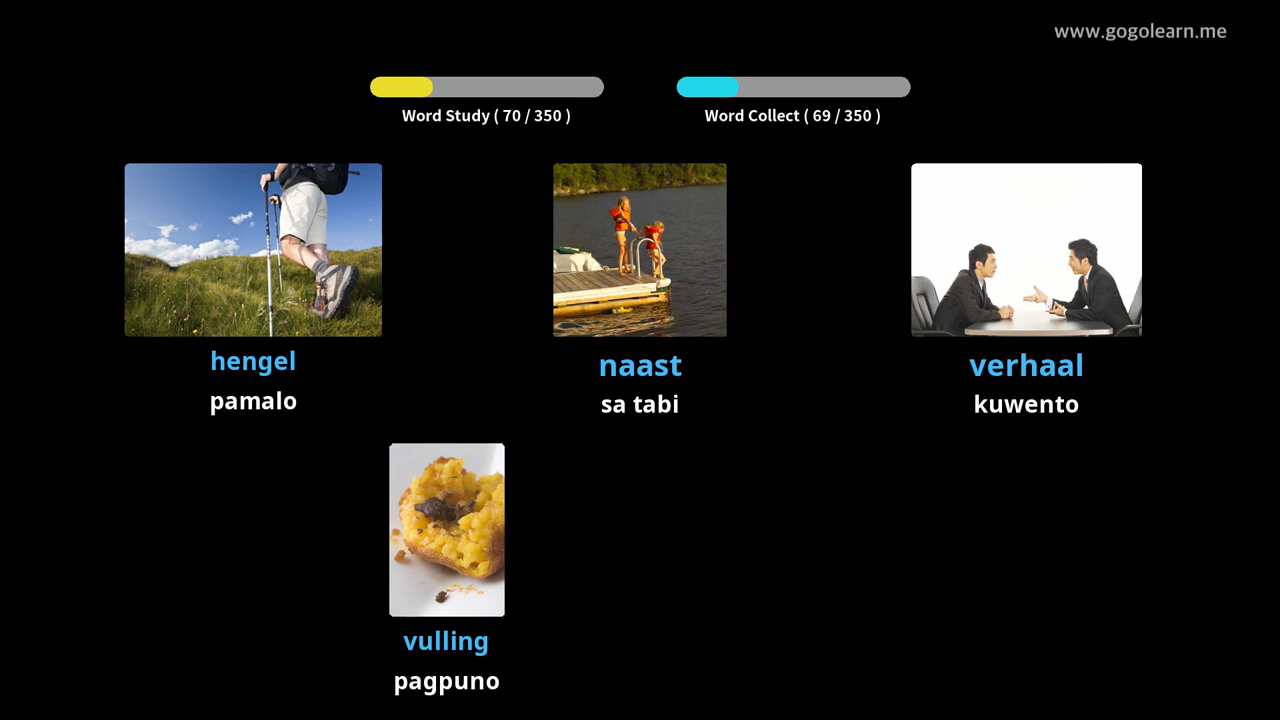 www.gogolearn.me
Word Study ( 70 / 350 )
Word Collect ( 69 / 350 )
hengel
pamalo
naast
sa tabi
verhaal
kuwento
vulling
pagpuno